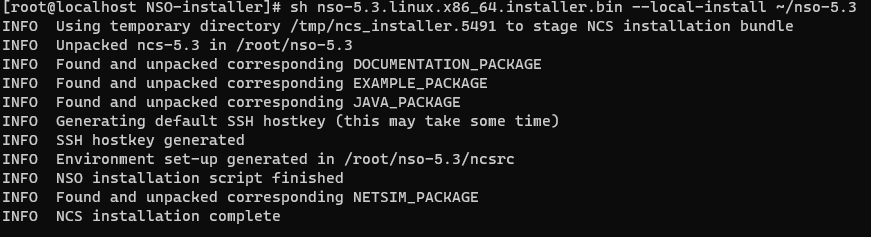 [root@localhost NSO-installer]# sh nso-5.3.linux.x86_64.installer.bin --local-install ~/nso-5.3
INFO  Using temporary directory /tmp/ncs_installer.5491 to stage NCS installation bundle
INFO  Unpacked ncs-5.3 in /root/nso-5.3
INFO  Found and unpacked corresponding DOCUMENTATION_PACKAGE
INFO  Found and unpacked corresponding EXAMPLE_PACKAGE
INFO  Found and unpacked corresponding JAVA_PACKAGE
INFO  Generating default SSH hostkey (this may take some time)
INFO  SSH hostkey generated
INFO  Environment set-up generated in /root/nso-5.3/ncsrc
INFO  NSO installation script finished
INFO  Found and unpacked corresponding NETSIM_PACKAGE
INFO  NCS installation complete